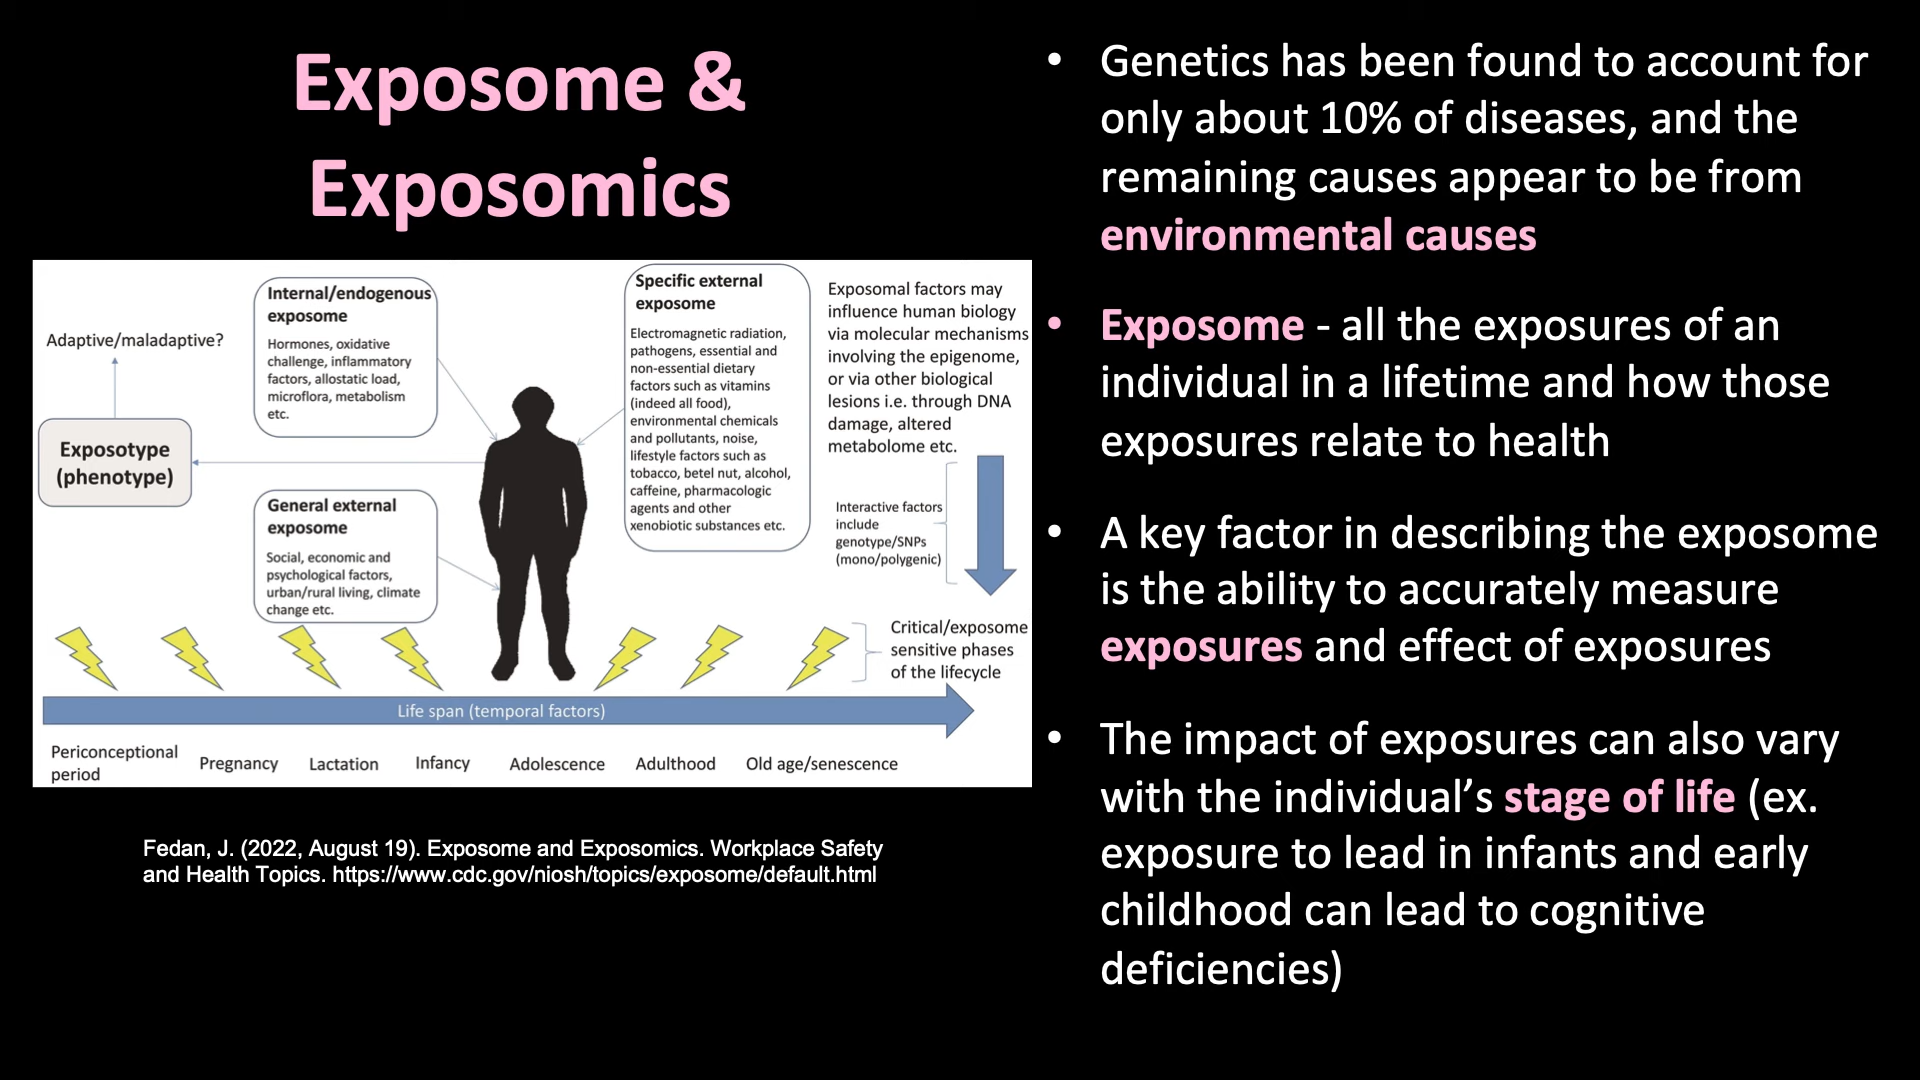 Exposome &
Exposomics
Internal/endogenous
exposome
Hormones, oxidative
challenge, inflammatory
factors, allostatic load,
microflora, metabolism
etc.
Adaptive/maladaptive?
Exposotype
(phenotype)
General external
exposome
Social, economic and
psychological factors,
urban/rural living, climate
change etc.
Specific external
exposome
Electromagnetic radiation,
pathogens, essential and
non-essential dietary
factors such as vitamins
(indeed all food),
environmental chemicals
and pollutants, noise,
lifestyle factors such as
tobacco, betel nut, alcohol,
caffeine, pharmacologic
agents and other
xenobiotic substances etc.
Exposomal factors may
influence human biology
via molecular mechanisms
involving the epigenome,
or via other biological
lesions i.e. through DNA
damage, altered
metabolome etc.
Interactive factors
include
genotype/SNPs
(mono/polygenic)
Critical/exposome
sensitive phases
of the lifecycle
Life span (temporal factors)
Periconceptional
period
Pregnancy
Lactation
Infancy
Adolescence
Adulthood
Old age/senescence
Fedan, J. (2022, August 19). Exposome and Exposomics. Workplace Safety
and Health Topics. https://www.cdc.gov/niosh/topics/exposome/default.html
• Genetics has been found to account for
only about 10% of diseases, and the
remaining causes appear to be from
environmental causes
• Exposome - all the exposures of an
individual in a lifetime and how those
exposures relate to health
• A key factor in describing the exposome
is the ability to accurately measure
exposures and effect of exposures
• The impact of exposures can also vary
with the individual’s stage of life (ex.
exposure to lead in infants and early
childhood can lead to cognitive
deficiencies)